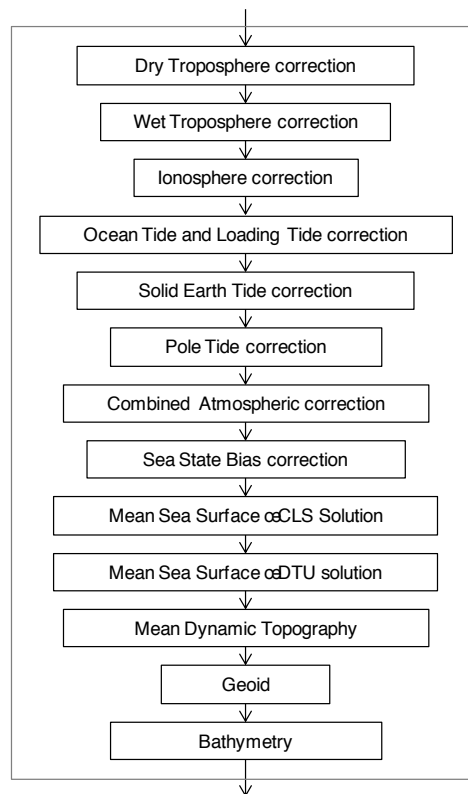 Dry Troposphere correction
Wet Troposphere correction
Ionosphere correction
Ocean Tide and Loading Tide correction
Solid Earth Tide correction
Pole Tide correction
Combined Atmospheric correction
Sea State Bias correction
Mean Sea Surface œCLS Solution
Mean Sea Surface œDTU solution
Mean Dynamic Topography
Geoid
Bathymetry